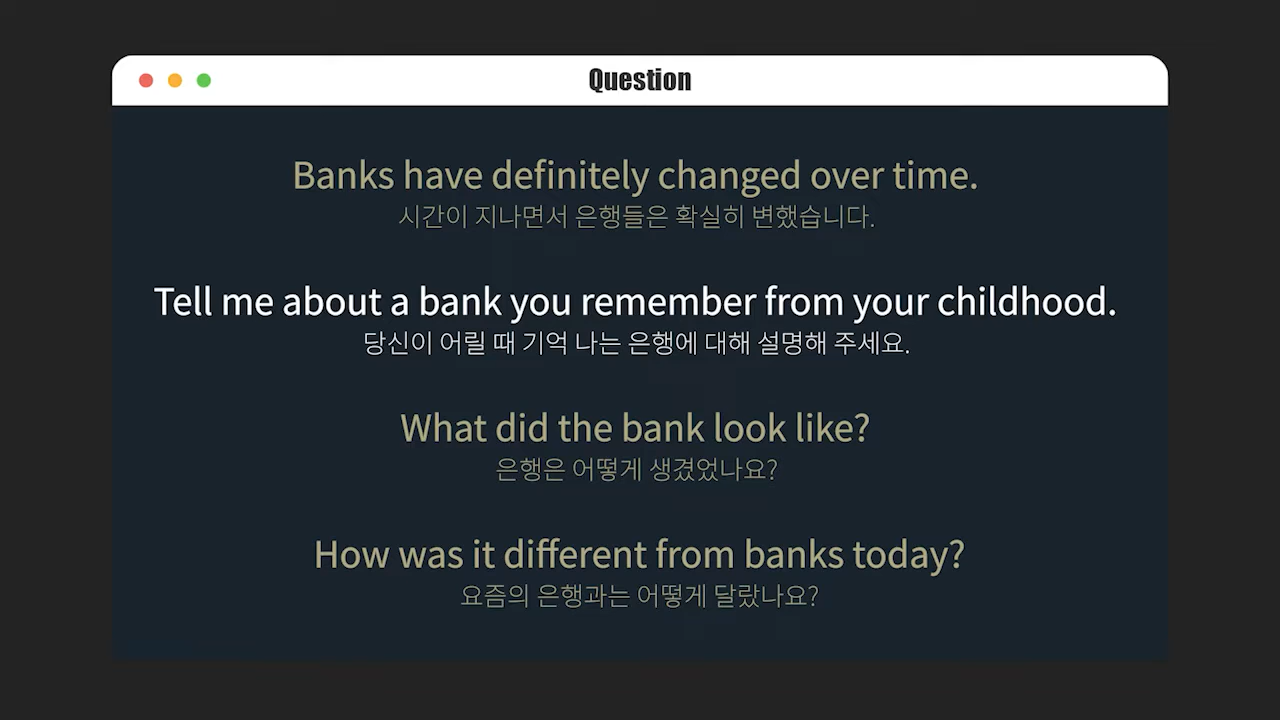 Question
Banks have definitely changed over time.
시간이 지나면서 은행들은 확실히 변했습니다.
Tell me about a bank you remember from your childhood.
당신이 어릴 때 기억 나는 은행에 대해 설명해 주세요.
What did the bank look like?
은행은 어떻게 생겼었나요?
How was it different from banks today?
요즘의 은행과는 어떻게 달랐나요?